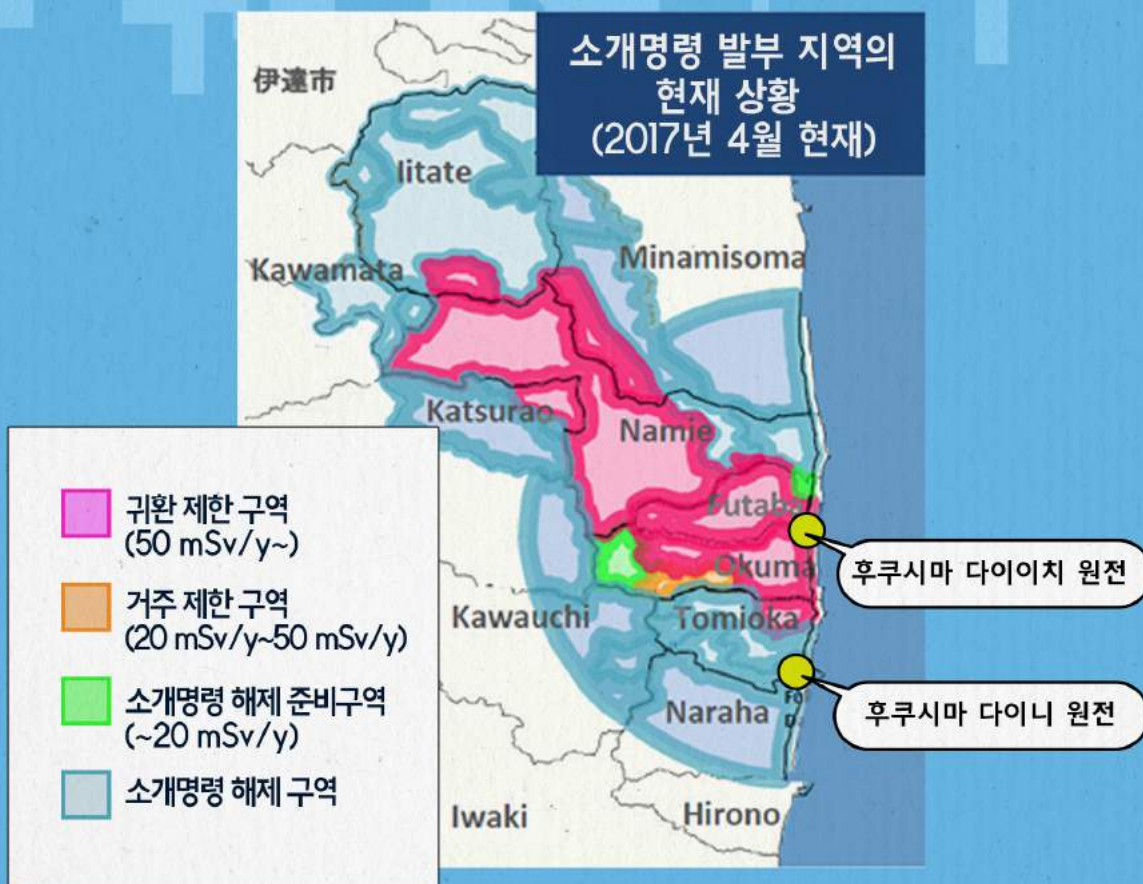 소개명령 발부 지역의
현재 상황
(2017년 4월 현재)
伊達市
Iitate
Minamisoma
Kawamata
Katsurao
Namie
Futaba
Okuma
Kawauchi
Tomioka
Naraha
Iwaki
Hirono
후쿠시마 다이이치 원전
후쿠시마 다이니 원전
귀환 제한 구역
(50 mSv/y~)
거주 제한 구역
(20 mSv/y~50 mSv/y)
소개명령 해제 준비구역
(~20 mSv/y)
소개명령 해제 구역